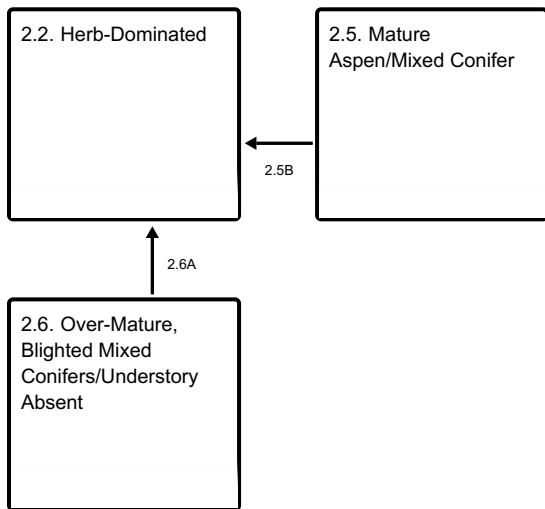 2.2. Herb-Dominated
2.5. Mature
Aspen/Mixed Conifer
2.5B
2.6A
2.6. Over-Mature,
Blighted Mixed
Conifers/Understory
Absent